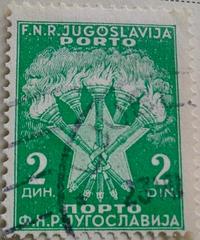 F.N.R. JUGOSLAVIJA
PORTO
2 2
ДИН. DIN.
ПОРТО
Ф.Н.Р. ЈУГОСЛАВИЈА